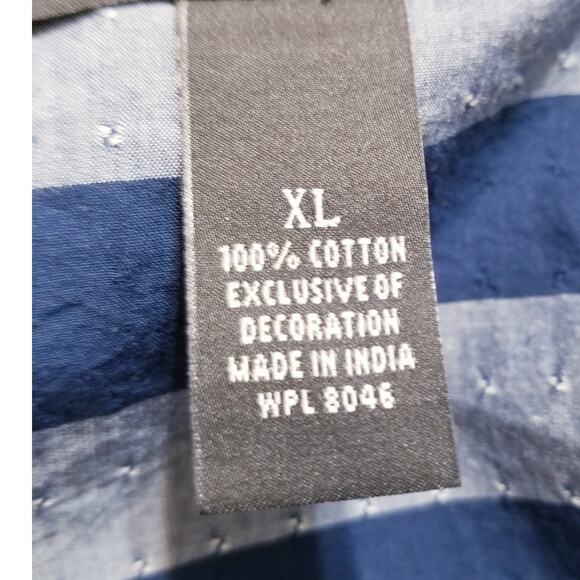 XL
100% COTTON
EXCLUSIVE OF
DECORATION
MADE IN INDIA
WPL 8046